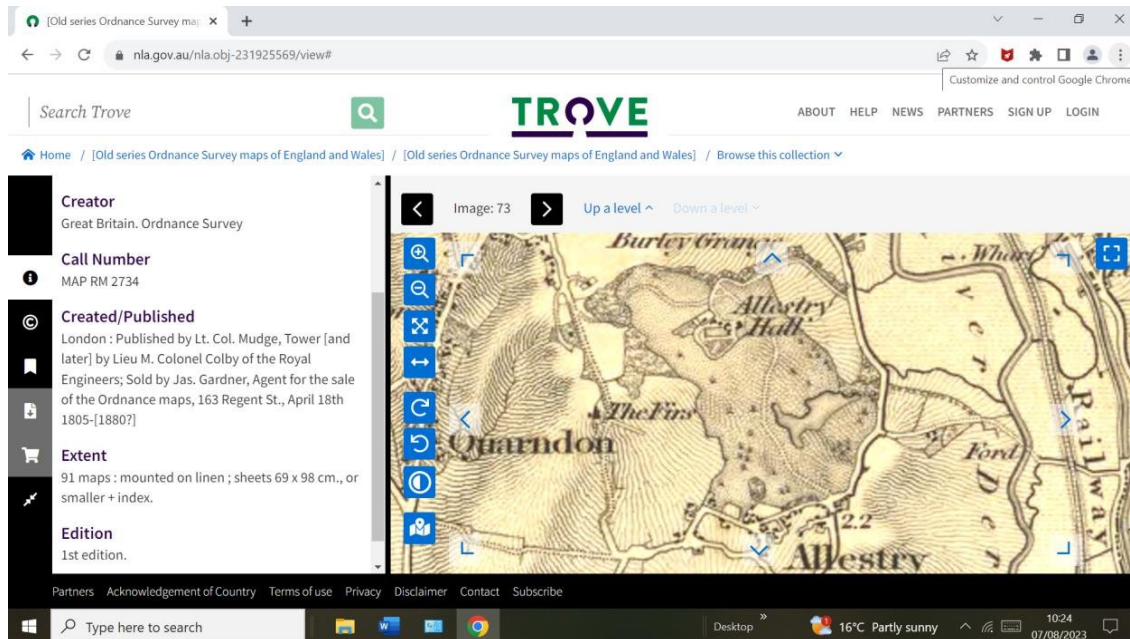 [Old series Ordnance Survey map
nla.gov.au/nla.obj-231925569/view#
Customize and control Google Chrome
Search Trove
TROVE
ABOUT HELP NEWS PARTNERS SIGN UP LOGIN
Home / [Old series Ordnance Survey maps of England and Wales] / [Old series Ordnance Survey maps of England and Wales] / Browse this collection
Creator
Great Britain. Ordnance Survey
Call Number
MAP RM 2734
Created/Published
London : Published by Lt. Col. Mudge, Tower [and
later] by Lieu M. Colonel Colby of the Royal
Engineers; Sold by Jas. Gardner, Agent for the sale
of the Ordnance maps, 163 Regent St., April 18th
1805-[1880?]
Extent
91 maps : mounted on linen ; sheets 69 x 98 cm., or
smaller + index.
Edition
1st edition.
Image: 73 Up a level Down a level
Burley Grange
Allestry
Hall
The Firs
Quarndon
Ford
Railway
2.2
Allestry
Partners Acknowledgement of Country Terms of use Privacy Disclaimer Contact Subscribe
Type here to search
Desktop
16°C Partly sunny
10:24
07/08/2023